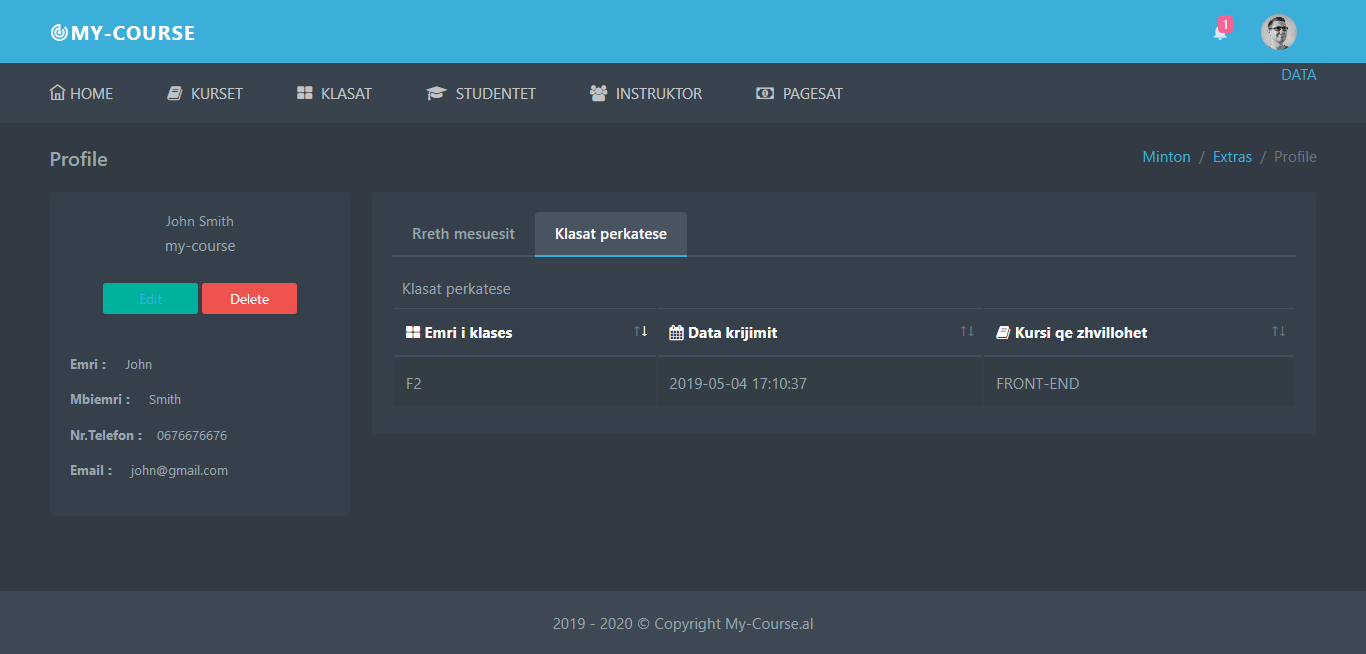 MY-COURSE
1
DATA
HOME KURSET KLASAT STUDENTET INSTRUKTOR PAGESAT
Profile
Minton / Extras / Profile
John Smith
my-course
Edit Delete
Emri : John
Mbiemri : Smith
Nr.Telefon : 0676676676
Email : john@gmail.com
Rreth mesuesit Klasat perkatese
Klasat perkatese
Emri i klases Data krijimit Kursi qe zhvillohet
F2 2019-05-04 17:10:37 FRONT-END
2019 - 2020 © Copyright My-Course.al